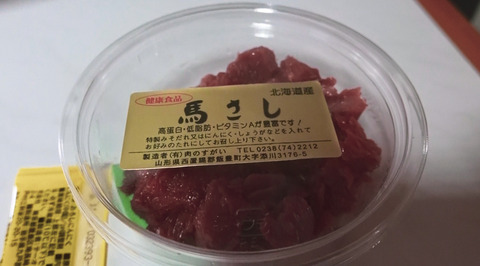 健康食品
北海道産
馬さし
高蛋白・低脂肪・ビタミンAが豊富です!
特製みそだれ又はにんにく・しょうがなどを入れて
お好みのたれにしてお召し上り下さい。
製造者(有)肉のすがい TEL0238(74)2212
山形県西置賜郡飯豊町大字添川3176-5